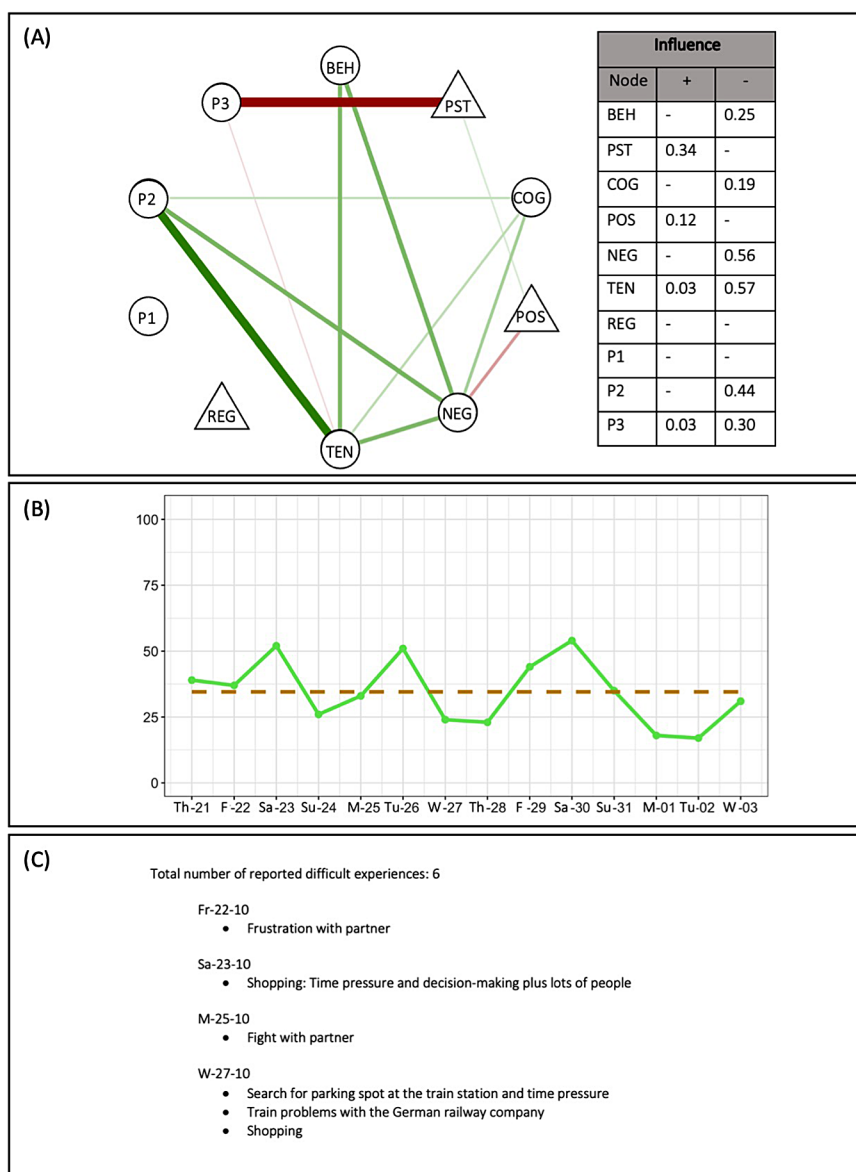 (A)
BEH
P3
PST
P2
COG
P1
POS
REG
NEG
TEN
Influence
Node + -
BEH - 0.25
PST 0.34 -
COG - 0.19
POS 0.12 -
NEG - 0.56
TEN 0.03 0.57
REG - -
P1 - -
P2 - 0.44
P3 0.03 0.30
(B)
100
75
50
25
0
Th-21 F-22 Sa-23 Su-24 M-25 Tu-26 W-27 Th-28 F-29 Sa-30 Su-31 M-01 Tu-02 W-03
(C)
Total number of reported difficult experiences: 6
Fr-22-10
• Frustration with partner
Sa-23-10
• Shopping: Time pressure and decision-making plus lots of people
M-25-10
• Fight with partner
W-27-10
• Search for parking spot at the train station and time pressure
• Train problems with the German railway company
• Shopping